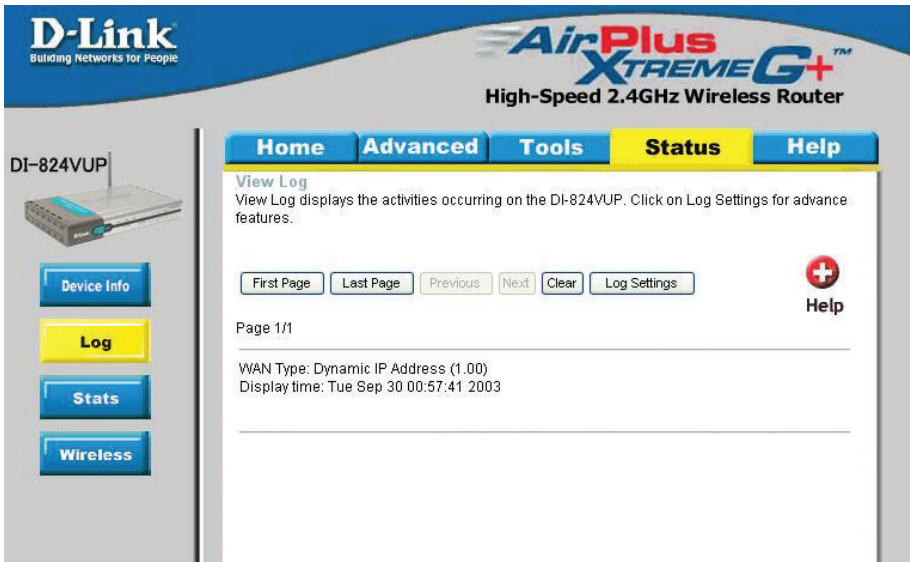 D-Link
Building Networks for People
AirPlus
XTREME G+™
High-Speed 2.4GHz Wireless Router
DI-824VUP
D-Link
Device Info
Log
Stats
Wireless
Home
Advanced
Tools
Status
Help
View Log
View Log displays the activities occurring on the DI-824VUP. Click on Log Settings for advance
features.
First Page
Last Page
Previous
Next
Clear
Log Settings
Help
Page 1/1
WAN Type: Dynamic IP Address (1.00)
Display time: Tue Sep 30 00:57:41 2003